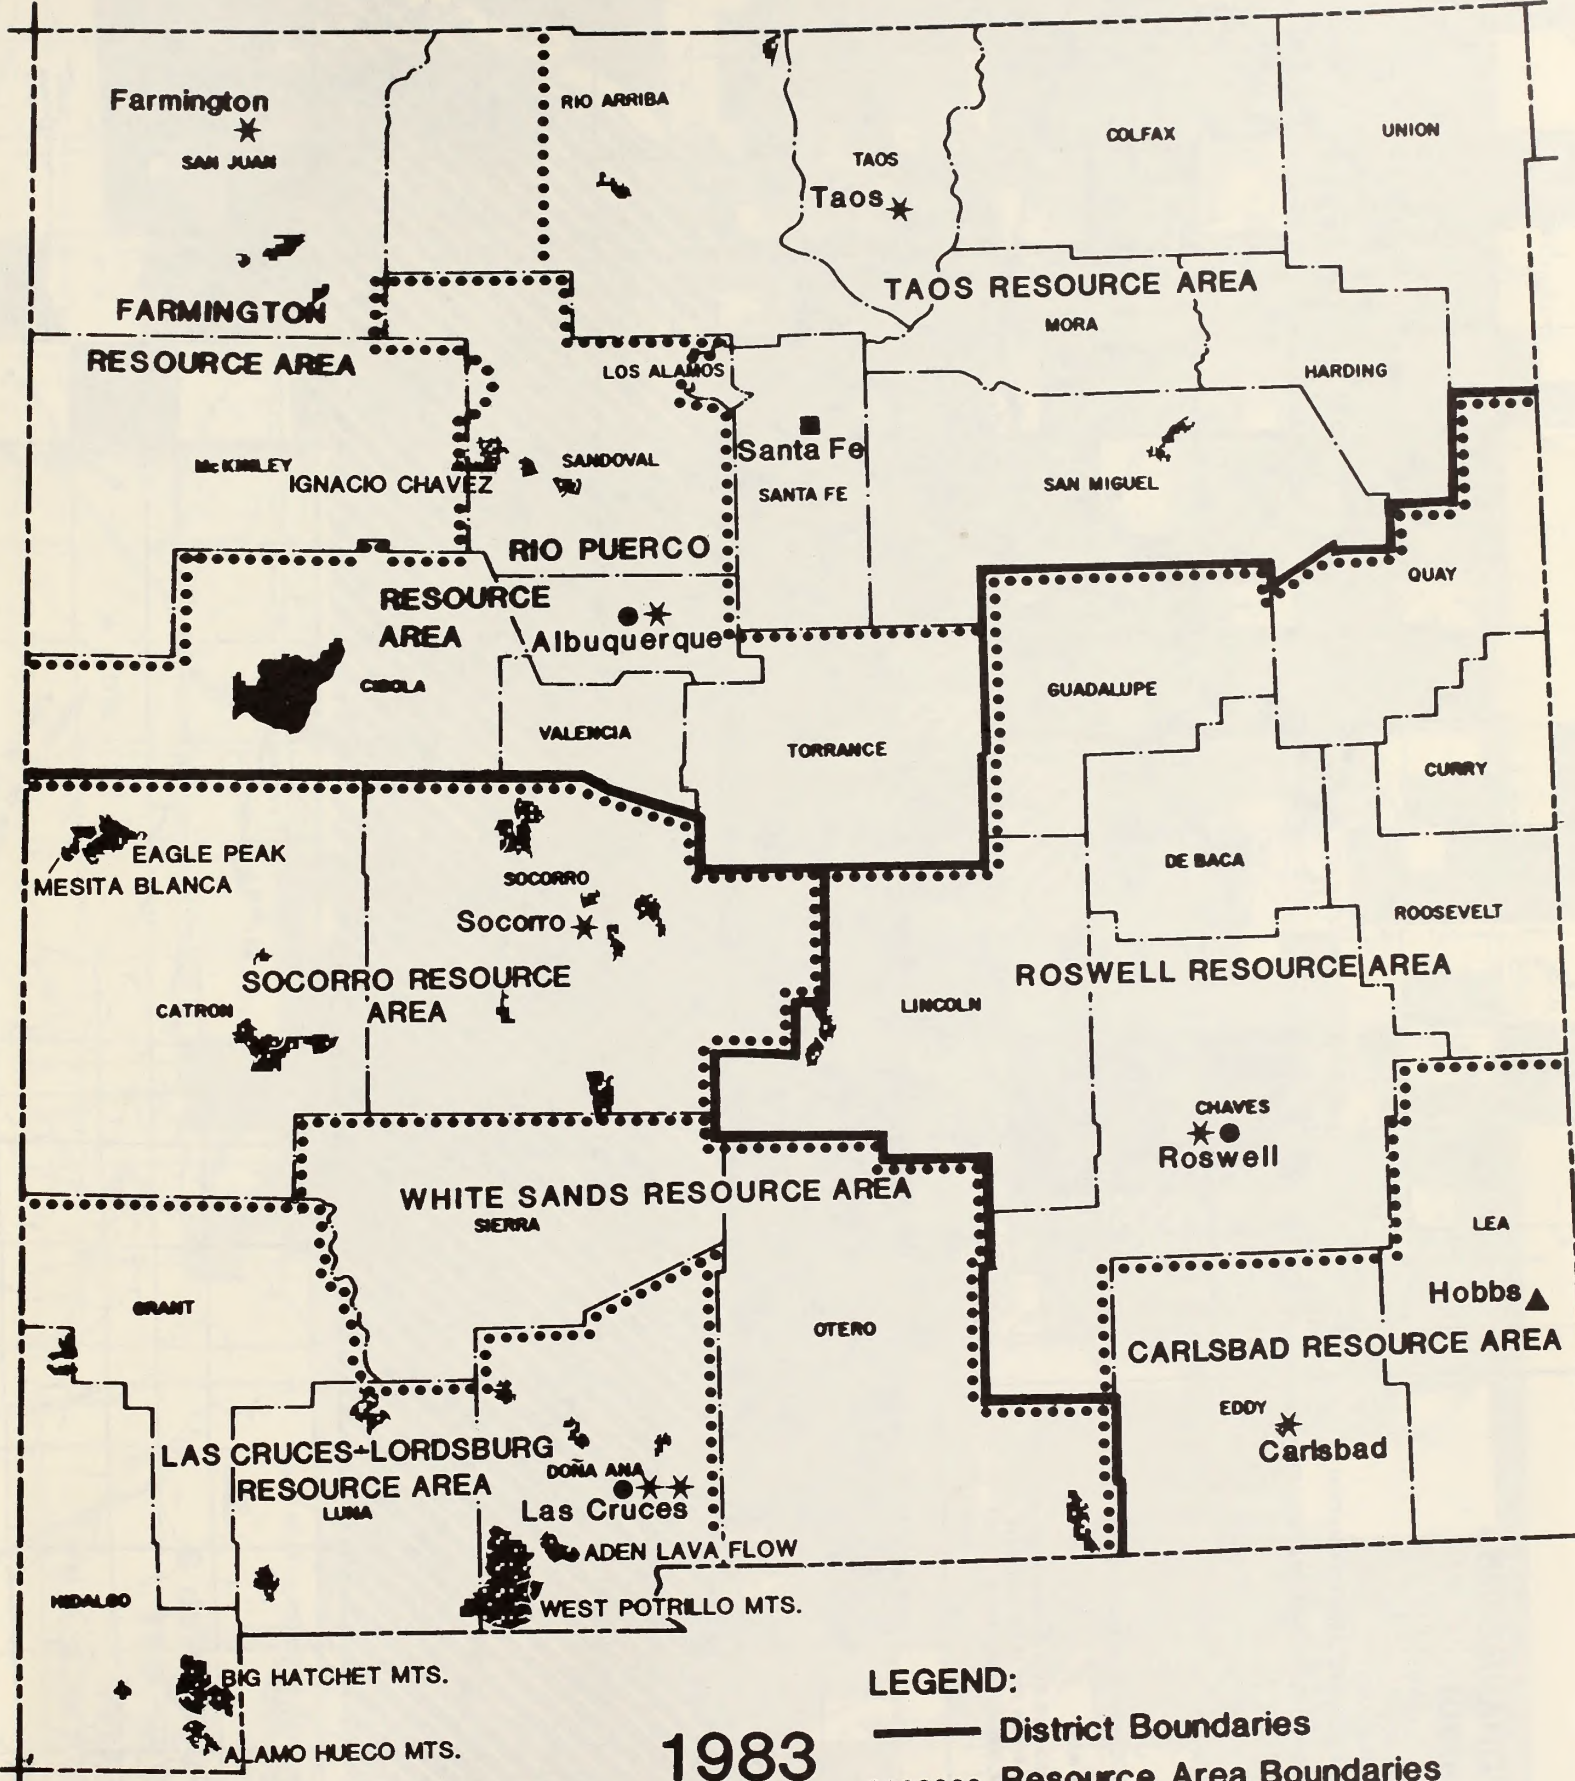 Farmington
SAN JUAN
RIO ARRIBA
TAOS
Taos
COLFAX
UNION
FARMINGTON
RESOURCE AREA
TAOS RESOURCE AREA
MORA
HARDING
LOS ALAMOS
McKINLEY
IGNACIO CHAVEZ
SANDOVAL
Santa Fe
SANTA FE
SAN MIGUEL
RIO PUERCO
RESOURCE
AREA
Albuquerque
QUAY
CIBOLA
VALENCIA
TORRANCE
GUADALUPE
CURRY
EAGLE PEAK
MESITA BLANCA
SOCORRO
Socorro
DE BACA
ROOSEVELT
SOCORRO RESOURCE
AREA
CATRON
LINCOLN
ROSWELL RESOURCE AREA
CHAVES
Roswell
WHITE SANDS RESOURCE AREA
SIERRA
LEA
Hobbs
GRANT
OTERO
CARLSBAD RESOURCE AREA
EDDY
Carlsbad
LAS CRUCES-LORDSBURG
RESOURCE AREA
LUNA
DOÑA ANA
Las Cruces
ADEN LAVA FLOW
WEST POTRILLO MTS.
HIDALGO
BIG HATCHET MTS.
ALAMO HUECO MTS.
1983
LEGEND:
District Boundaries
Resource Area Boundaries